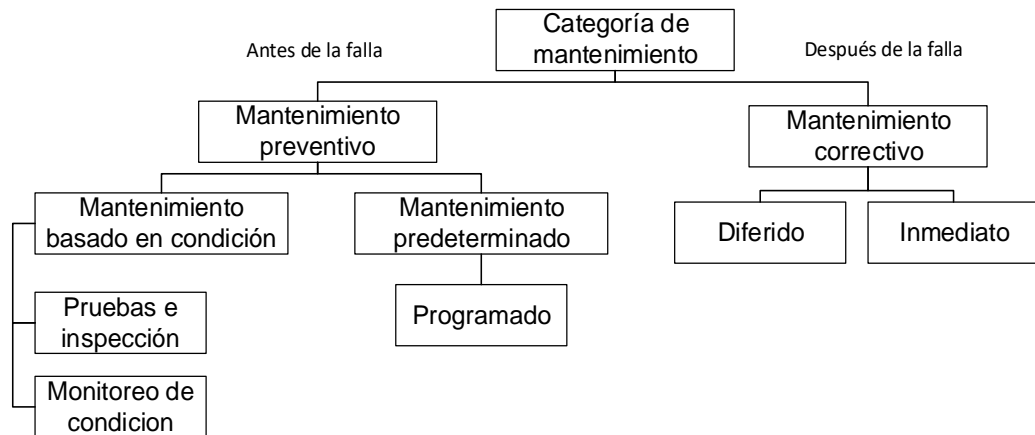 Categoría de
mantenimiento
Antes de la falla
Después de la falla
Mantenimiento
preventivo
Mantenimiento
correctivo
Mantenimiento
basado en condición
Mantenimiento
predeterminado
Diferido
Inmediato
Pruebas e
inspección
Programado
Monitoreo de
condicion